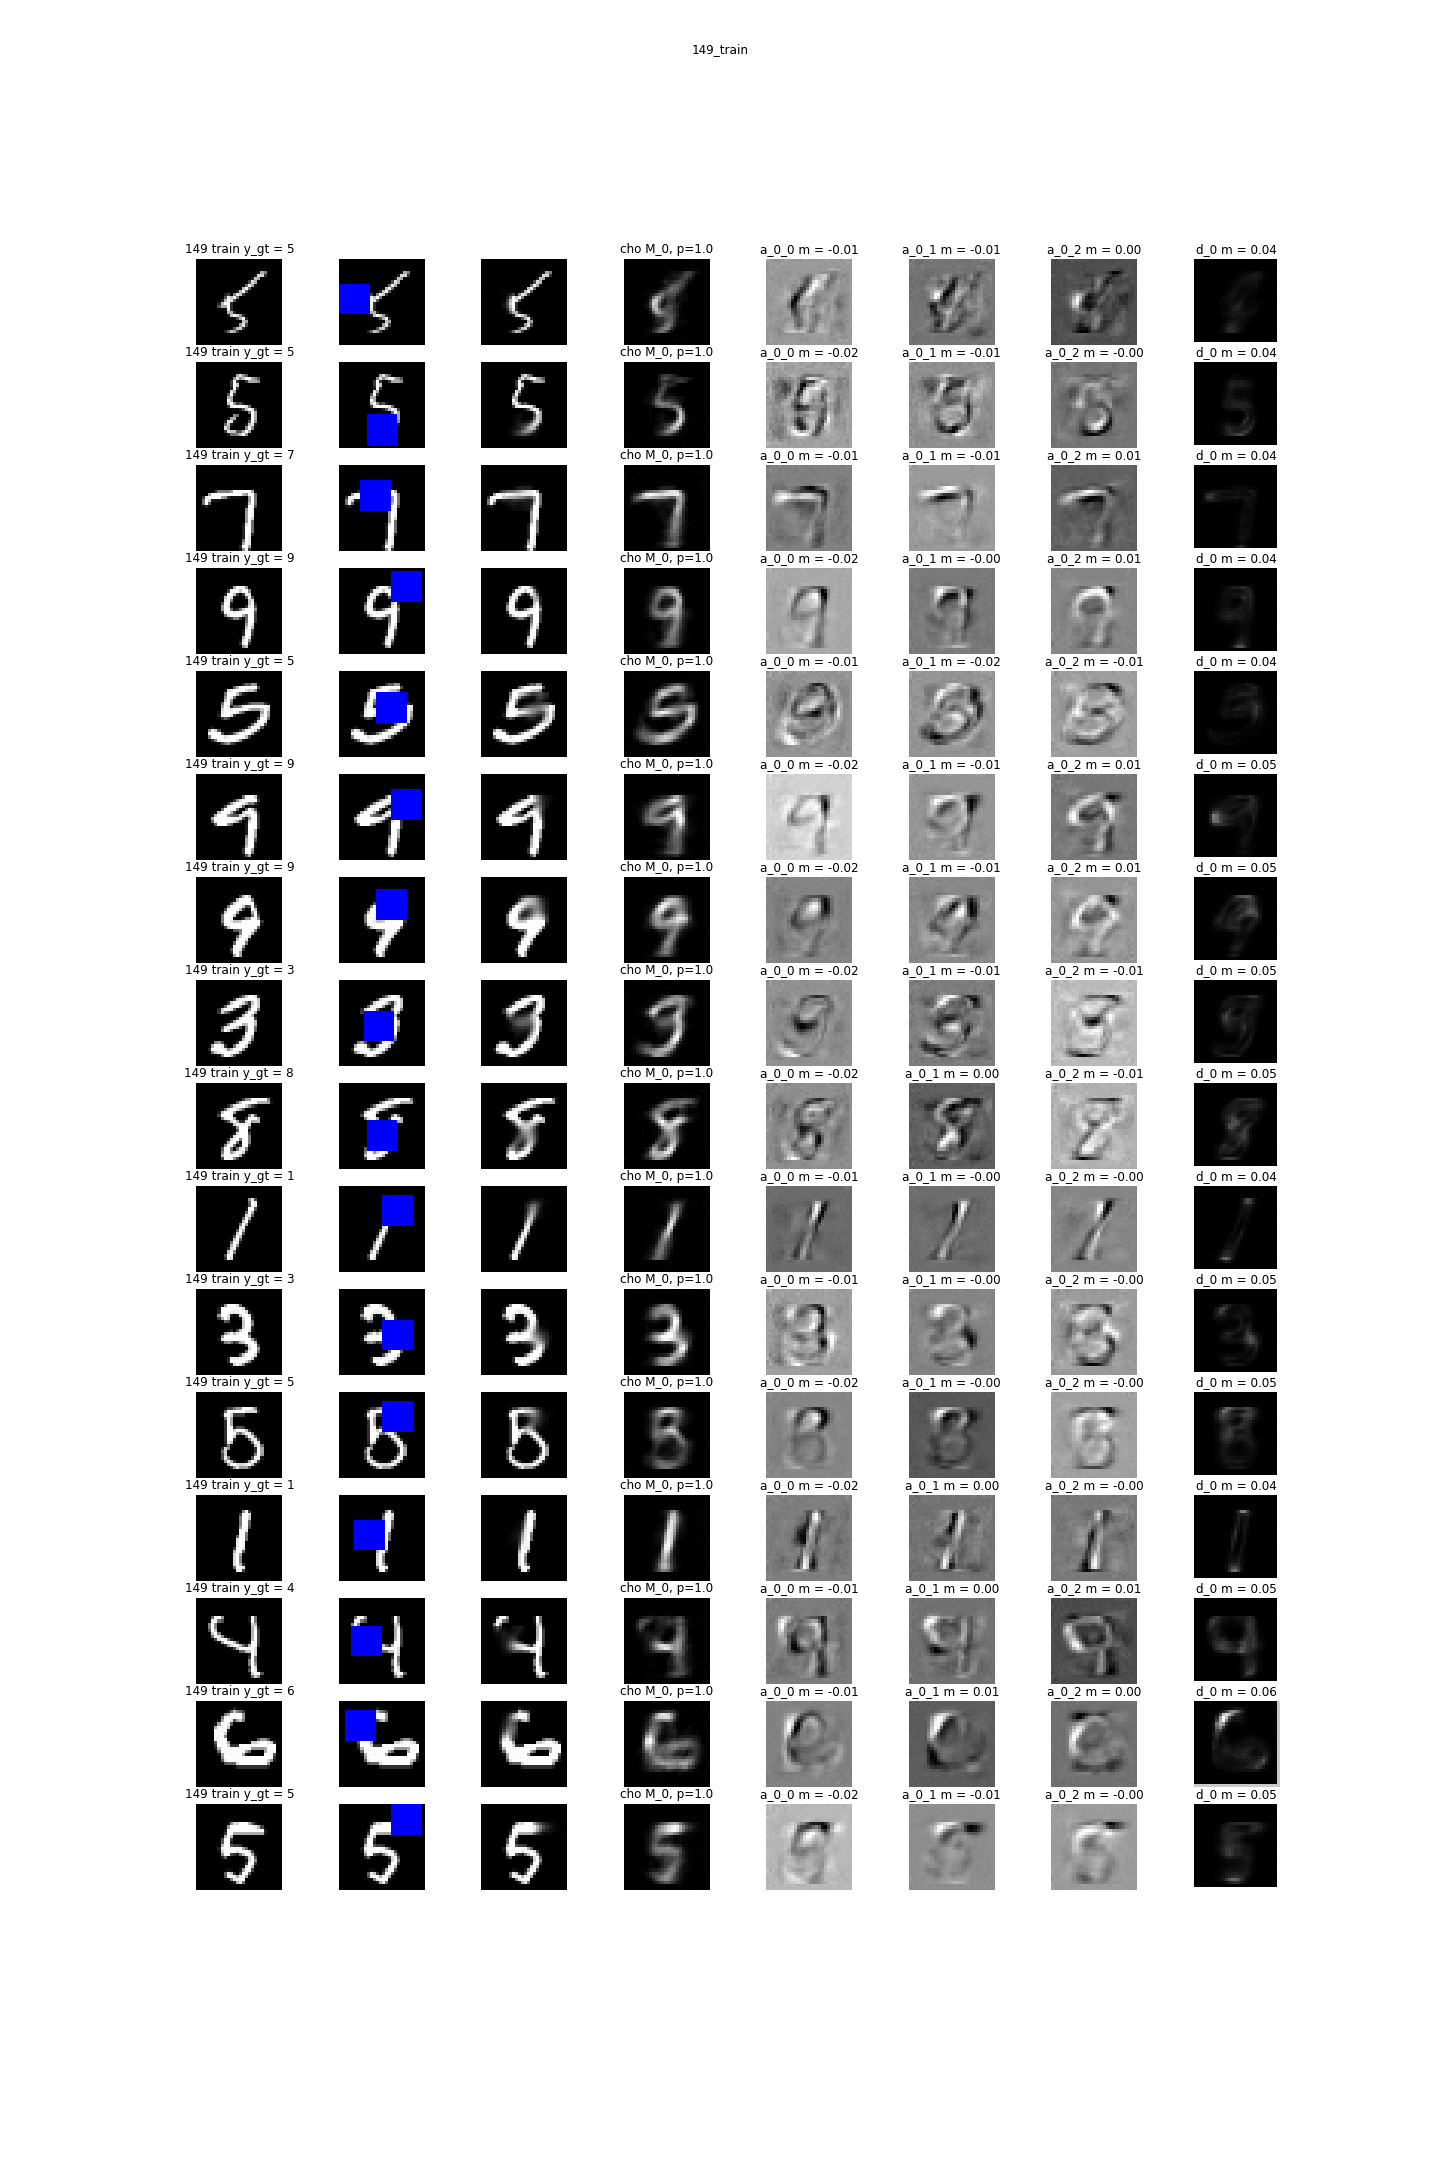 149_train
149 train y_gt = 5 cho M_0, p=1.0 a_0_0 m = -0.01 a_0_1 m = -0.01 a_0_2 m = 0.00 d_0 m = 0.04
149 train y_gt = 5 cho M_0, p=1.0 a_0_0 m = -0.02 a_0_1 m = -0.01 a_0_2 m = -0.00 d_0 m = 0.04
149 train y_gt = 7 cho M_0, p=1.0 a_0_0 m = -0.01 a_0_1 m = -0.01 a_0_2 m = 0.01 d_0 m = 0.04
149 train y_gt = 9 cho M_0, p=1.0 a_0_0 m = -0.02 a_0_1 m = -0.00 a_0_2 m = 0.01 d_0 m = 0.04
149 train y_gt = 5 cho M_0, p=1.0 a_0_0 m = -0.01 a_0_1 m = -0.02 a_0_2 m = -0.01 d_0 m = 0.04
149 train y_gt = 9 cho M_0, p=1.0 a_0_0 m = -0.02 a_0_1 m = -0.01 a_0_2 m = 0.01 d_0 m = 0.05
149 train y_gt = 9 cho M_0, p=1.0 a_0_0 m = -0.02 a_0_1 m = -0.01 a_0_2 m = 0.01 d_0 m = 0.05
149 train y_gt = 3 cho M_0, p=1.0 a_0_0 m = -0.02 a_0_1 m = -0.01 a_0_2 m = -0.01 d_0 m = 0.05
149 train y_gt = 8 cho M_0, p=1.0 a_0_0 m = -0.02 a_0_1 m = 0.00 a_0_2 m = -0.01 d_0 m = 0.05
149 train y_gt = 1 cho M_0, p=1.0 a_0_0 m = -0.01 a_0_1 m = -0.00 a_0_2 m = -0.00 d_0 m = 0.04
149 train y_gt = 3 cho M_0, p=1.0 a_0_0 m = -0.01 a_0_1 m = -0.00 a_0_2 m = -0.00 d_0 m = 0.05
149 train y_gt = 5 cho M_0, p=1.0 a_0_0 m = -0.02 a_0_1 m = -0.00 a_0_2 m = -0.00 d_0 m = 0.05
149 train y_gt = 1 cho M_0, p=1.0 a_0_0 m = -0.02 a_0_1 m = 0.00 a_0_2 m = -0.00 d_0 m = 0.04
149 train y_gt = 4 cho M_0, p=1.0 a_0_0 m = -0.01 a_0_1 m = 0.00 a_0_2 m = 0.01 d_0 m = 0.05
149 train y_gt = 6 cho M_0, p=1.0 a_0_0 m = -0.01 a_0_1 m = 0.01 a_0_2 m = 0.00 d_0 m = 0.06
149 train y_gt = 5 cho M_0, p=1.0 a_0_0 m = -0.02 a_0_1 m = -0.01 a_0_2 m = -0.00 d_0 m = 0.05